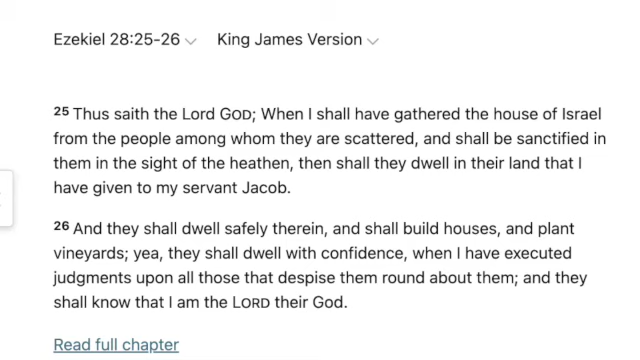 Ezekiel 28:25-26 King James Version
25 Thus saith the Lord GOD; When I shall have gathered the house of Israel
from the people among whom they are scattered, and shall be sanctified in
them in the sight of the heathen, then shall they dwell in their land that I
have given to my servant Jacob.
26 And they shall dwell safely therein, and shall build houses, and plant
vineyards; yea, they shall dwell with confidence, when I have executed
judgments upon all those that despise them round about them; and they
shall know that I am the LORD their God.
Read full chapter